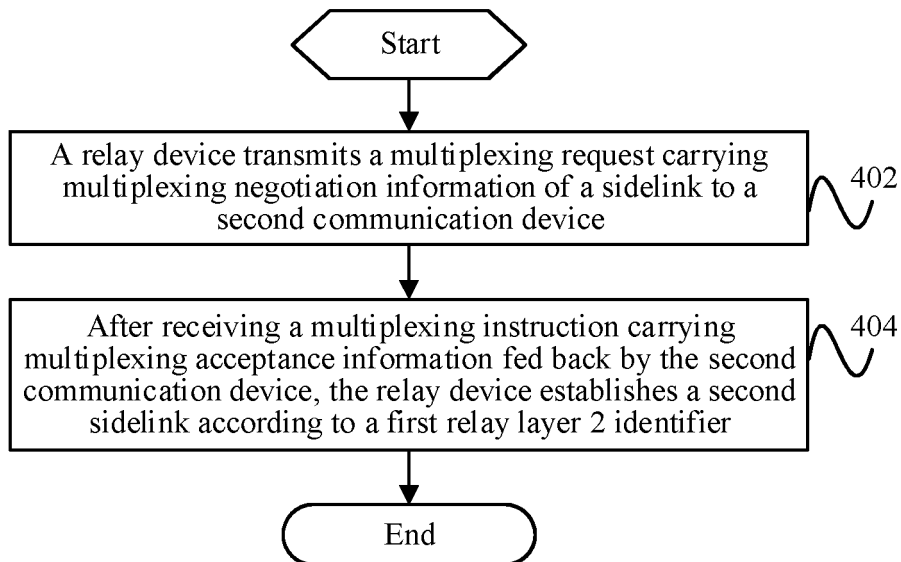 Start
A relay device transmits a multiplexing request carrying
multiplexing negotiation information of a sidelink to a
second communication device
402
After receiving a multiplexing instruction carrying
multiplexing acceptance information fed back by the second
communication device, the relay device establishes a second
sidelink according to a first relay layer 2 identifier
404
End